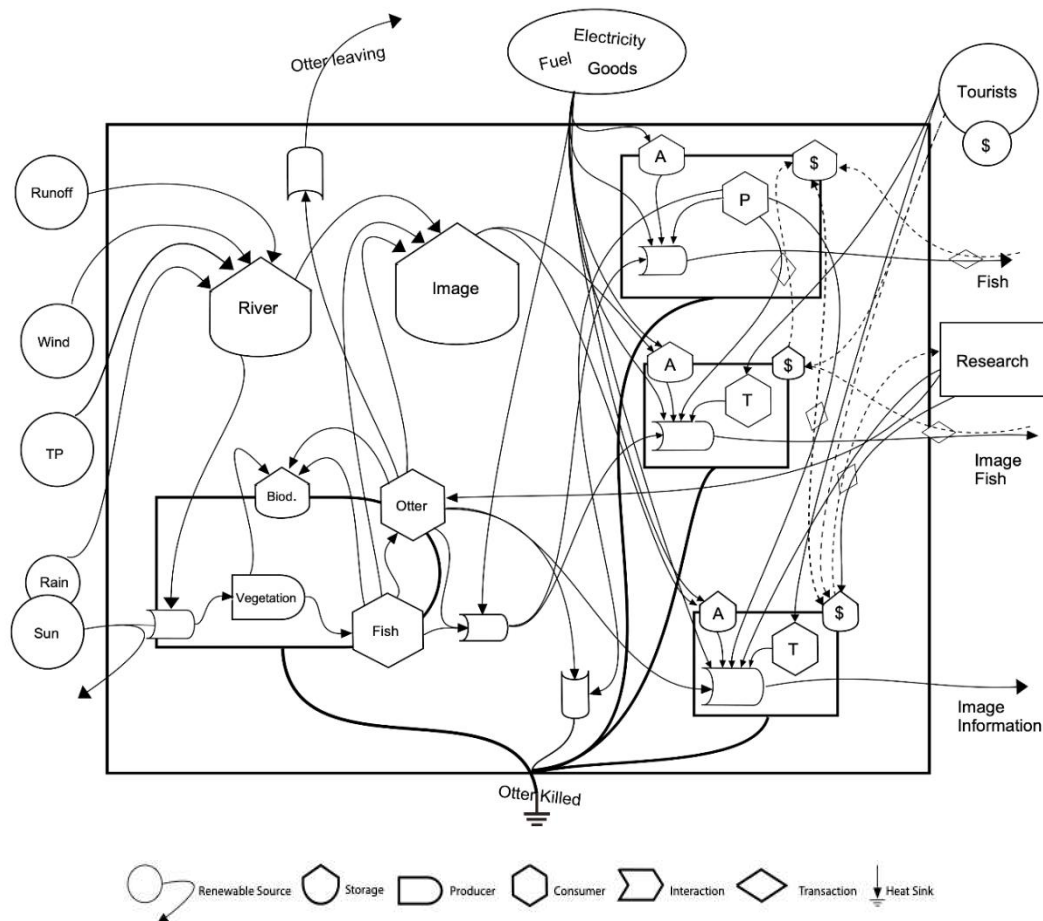 Otter leaving
Electricity
Fuel
Goods
Tourists
$
Runoff
A
$
P
River
Image
Fish
Wind
A
$
T
Research
TP
Image
Fish
Biod.
Otter
Rain
Vegetation
Sun
Fish
A
$
T
Image
Information
Otter Killed
Renewable Source
Storage
Producer
Consumer
Interaction
Transaction
Heat Sink